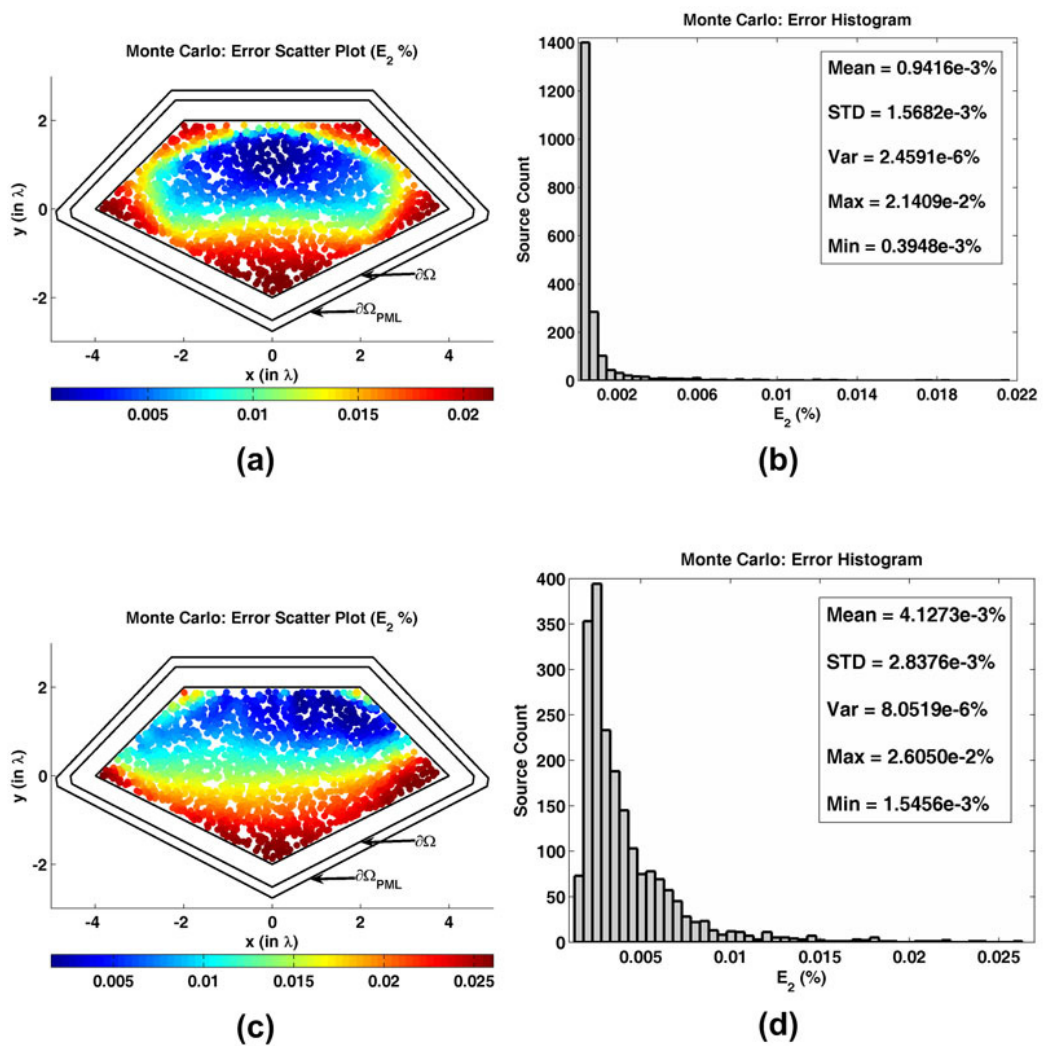 Monte Carlo: Error Scatter Plot (E2 %)
y (in λ)
2
0
-2
∂Ω
∂ΩPML
-4 -2 0 2 4
x (in λ)
0.005 0.01 0.015 0.02
(a)
Monte Carlo: Error Histogram
Source Count
1400
1200
1000
800
600
400
200
0
Mean = 0.9416e-3%
STD = 1.5682e-3%
Var = 2.4591e-6%
Max = 2.1409e-2%
Min = 0.3948e-3%
0.002 0.006 0.01 0.014 0.018 0.022
E2 (%)
(b)
Monte Carlo: Error Scatter Plot (E2 %)
y (in λ)
2
0
-2
∂Ω
∂ΩPML
-4 -2 0 2 4
x (in λ)
0.005 0.01 0.015 0.02 0.025
(c)
Monte Carlo: Error Histogram
Source Count
400
350
300
250
200
150
100
50
0
Mean = 4.1273e-3%
STD = 2.8376e-3%
Var = 8.0519e-6%
Max = 2.6050e-2%
Min = 1.5456e-3%
0.005 0.01 0.015 0.02 0.025
E2 (%)
(d)